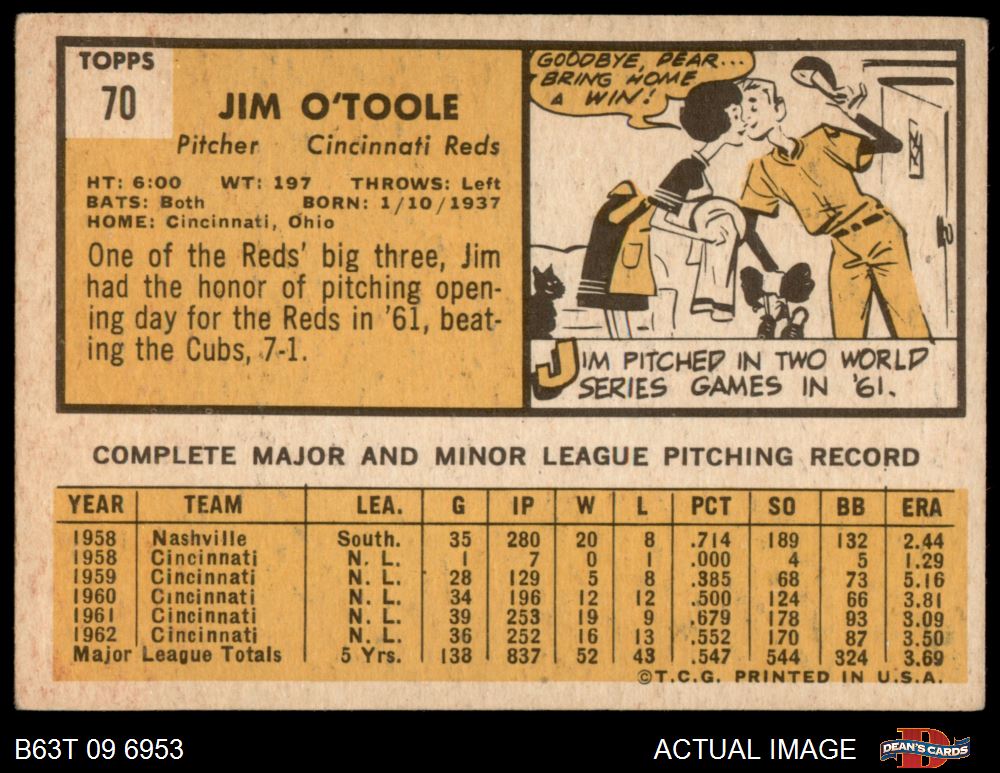 TOPPS
70
JIM O'TOOLE
Pitcher Cincinnati Reds
HT: 6:00 WT: 197 THROWS: Left
BATS: Both BORN: 1/10/1937
HOME: Cincinnati, Ohio
One of the Reds' big three, Jim
had the honor of pitching open-
ing day for the Reds in '61, beat-
ing the Cubs, 7-1.
GOODBYE, DEAR...
BRING HOME
A WIN!
JIM PITCHED IN TWO WORLD
SERIES GAMES IN '61.
COMPLETE MAJOR AND MINOR LEAGUE PITCHING RECORD
YEAR TEAM LEA. G IP W L PCT SO BB ERA
1958 Nashville South. 35 280 20 8 .714 189 132 2.44
1958 Cincinnati N. L. 1 7 0 1 .000 4 5 1.29
1959 Cincinnati N. L. 28 129 5 8 .385 68 73 5.16
1960 Cincinnati N. L. 34 196 12 12 .500 124 66 3.81
1961 Cincinnati N. L. 39 253 19 9 .679 178 93 3.09
1962 Cincinnati N. L. 36 252 16 13 .552 170 87 3.50
Major League Totals 5 Yrs. 138 837 52 43 .547 544 324 3.69
©T.C.G. PRINTED IN U.S.A.
B63T 09 6953
ACTUAL IMAGE
DEAN'S CARDS